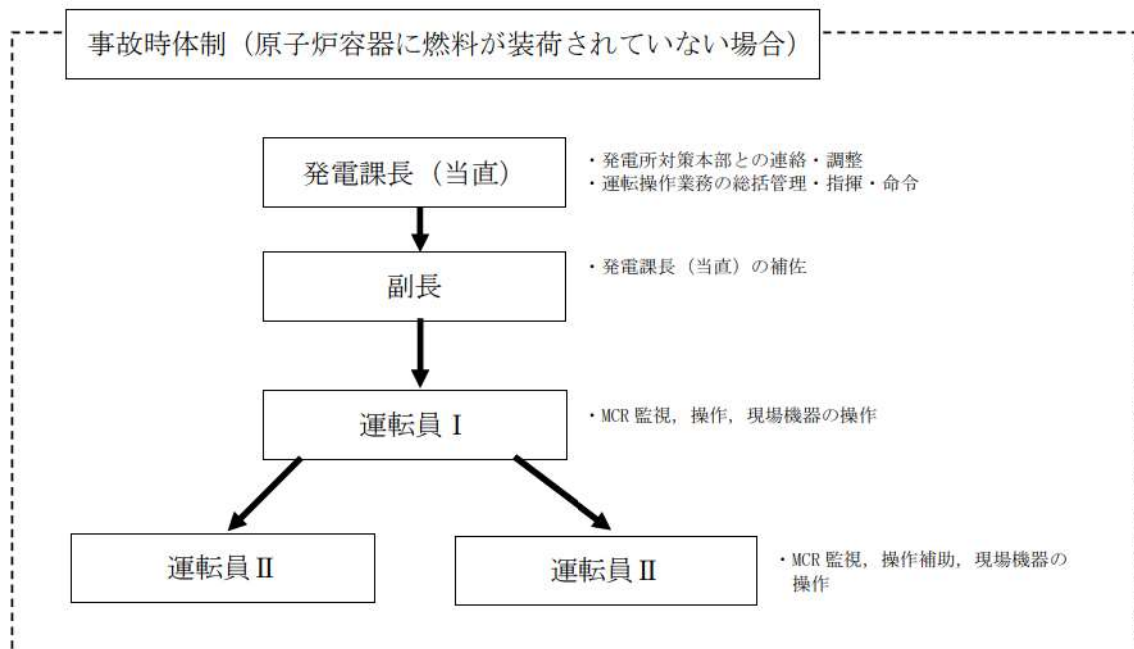 事故時体制（原子炉容器に燃料が装荷されていない場合）
発電課長（当直）
・発電所対策本部との連絡・調整
・運転操作業務の総括管理・指揮・命令
副長
・発電課長（当直）の補佐
運転員Ⅰ
・MCR 監視，操作，現場機器の操作
運転員Ⅱ
運転員Ⅱ
・MCR 監視，操作補助，現場機器の
操作